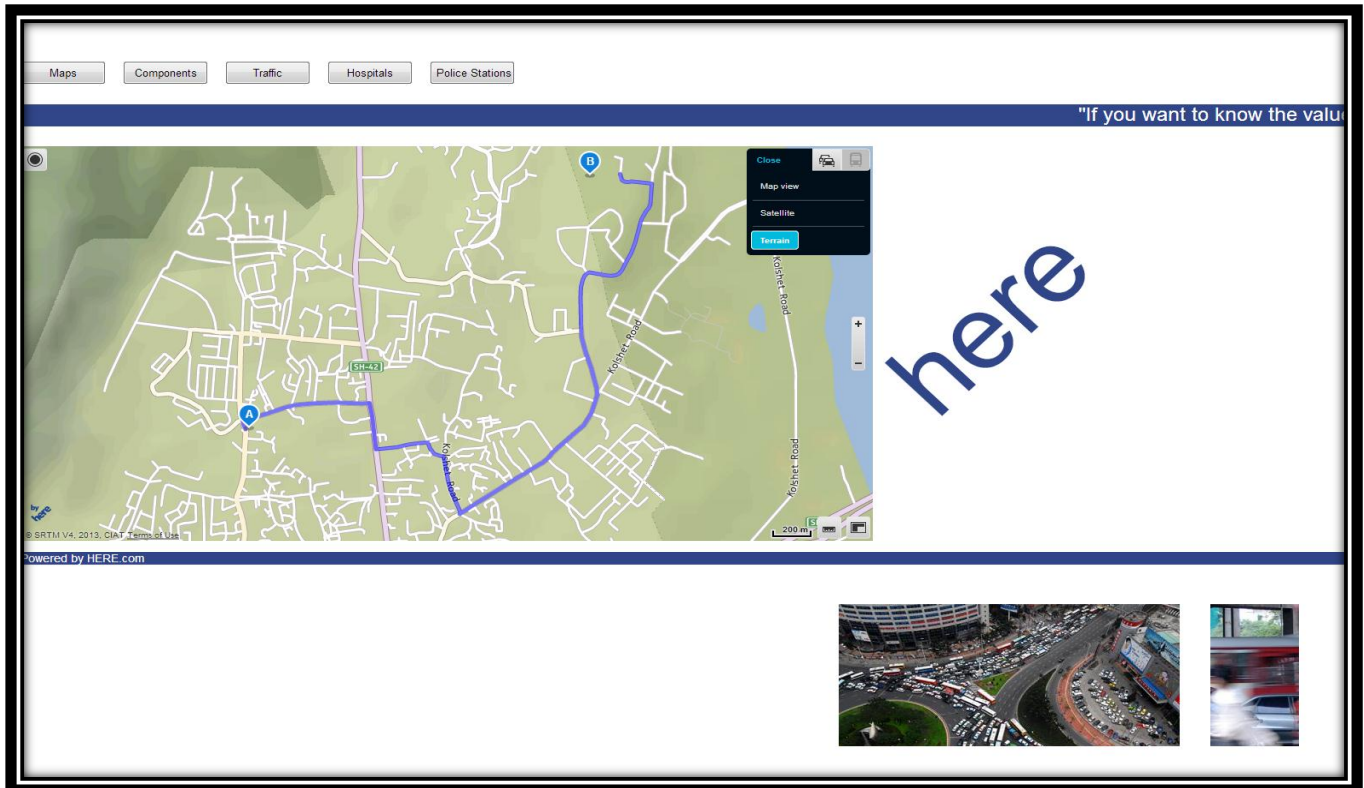 Maps Components Traffic Hospitals Police Stations
"If you want to know the valu
B
Close
Map view
Satellite
Terrain
Kolshet Road
Kolshet Road
+
here
SH-42
−
A
Kolshet Road
Kolshet Road
by
here
200 m
© SRTM V4, 2013, CIAT Terms of Use
Powered by HERE.com